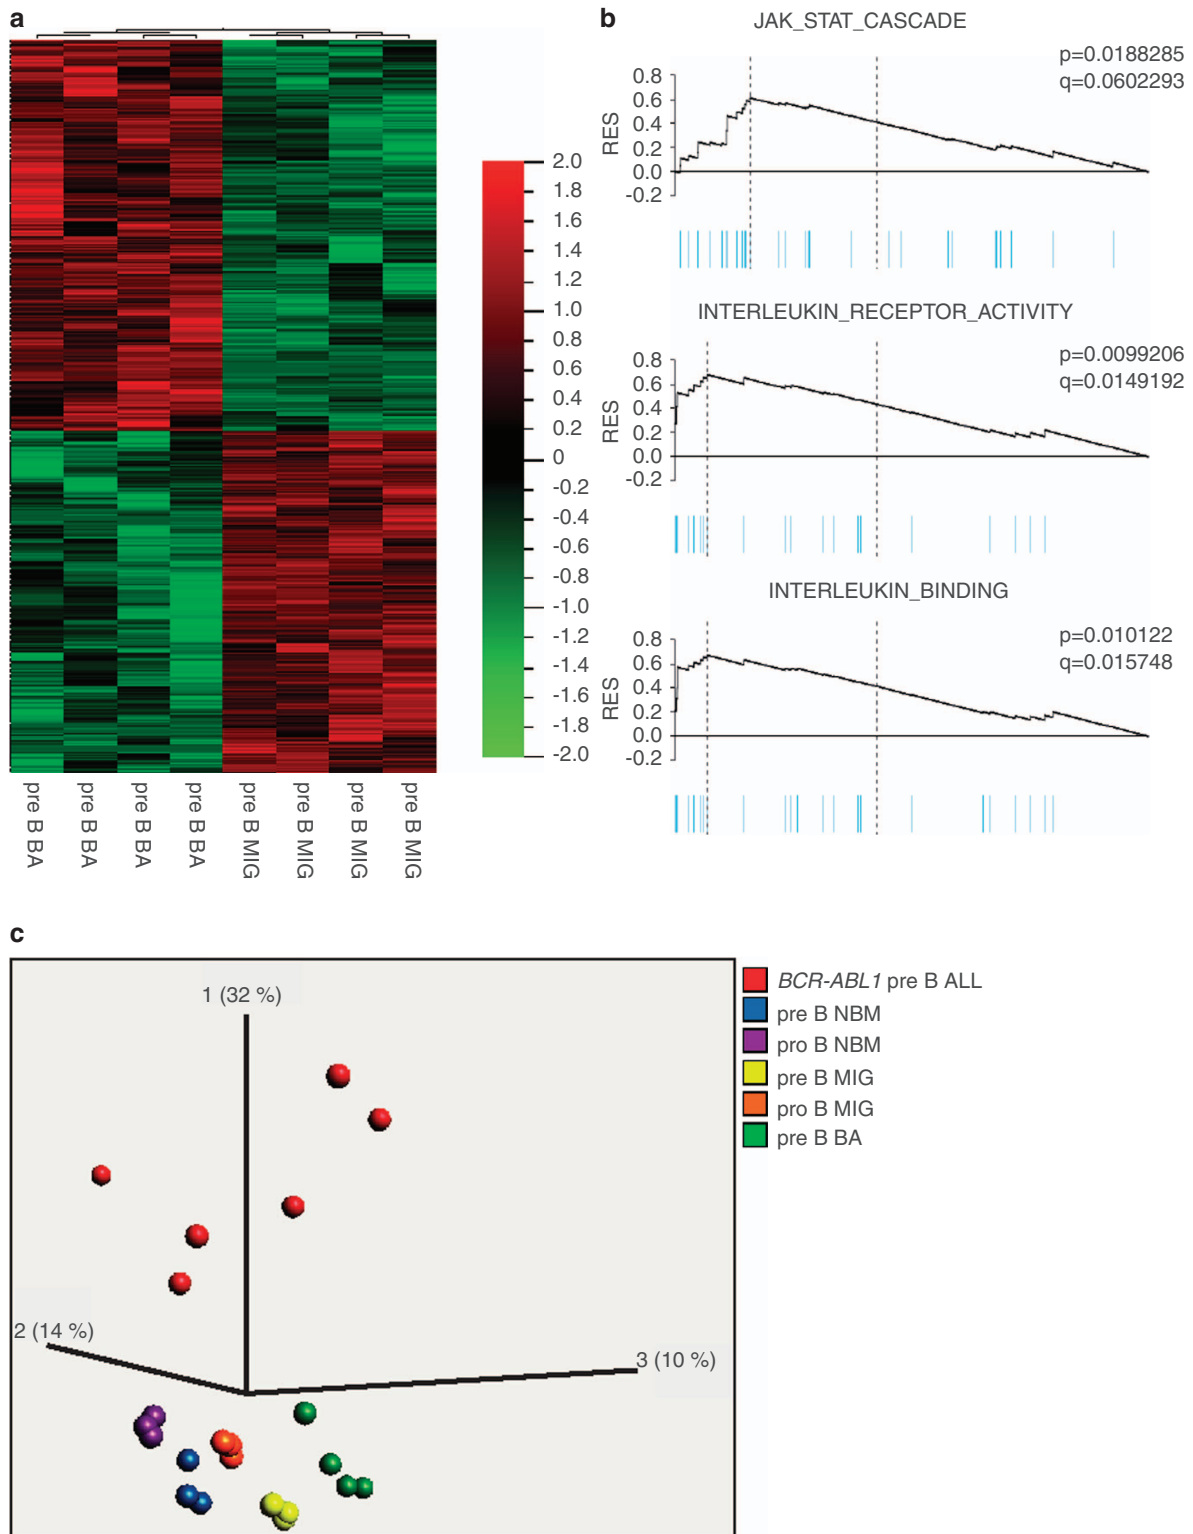 a
2.0
1.8
1.6
1.4
1.2
1.0
0.8
0.6
0.4
0.2
0
-0.2
-0.4
-0.6
-0.8
-1.0
-1.2
-1.4
-1.6
-1.8
-2.0
pre B BA
pre B BA
pre B BA
pre B BA
pre B MIG
pre B MIG
pre B MIG
pre B MIG
b
JAK_STAT_CASCADE
p=0.0188285
q=0.0602293
RES
0.8
0.6
0.4
0.2
0.0
-0.2
INTERLEUKIN_RECEPTOR_ACTIVITY
p=0.0099206
q=0.0149192
RES
0.8
0.6
0.4
0.2
0.0
-0.2
INTERLEUKIN_BINDING
p=0.010122
q=0.015748
RES
0.8
0.6
0.4
0.2
0.0
-0.2
c
1 (32 %)
2 (14 %)
3 (10 %)
BCR-ABL1 pre B ALL
pre B NBM
pro B NBM
pre B MIG
pro B MIG
pre B BA